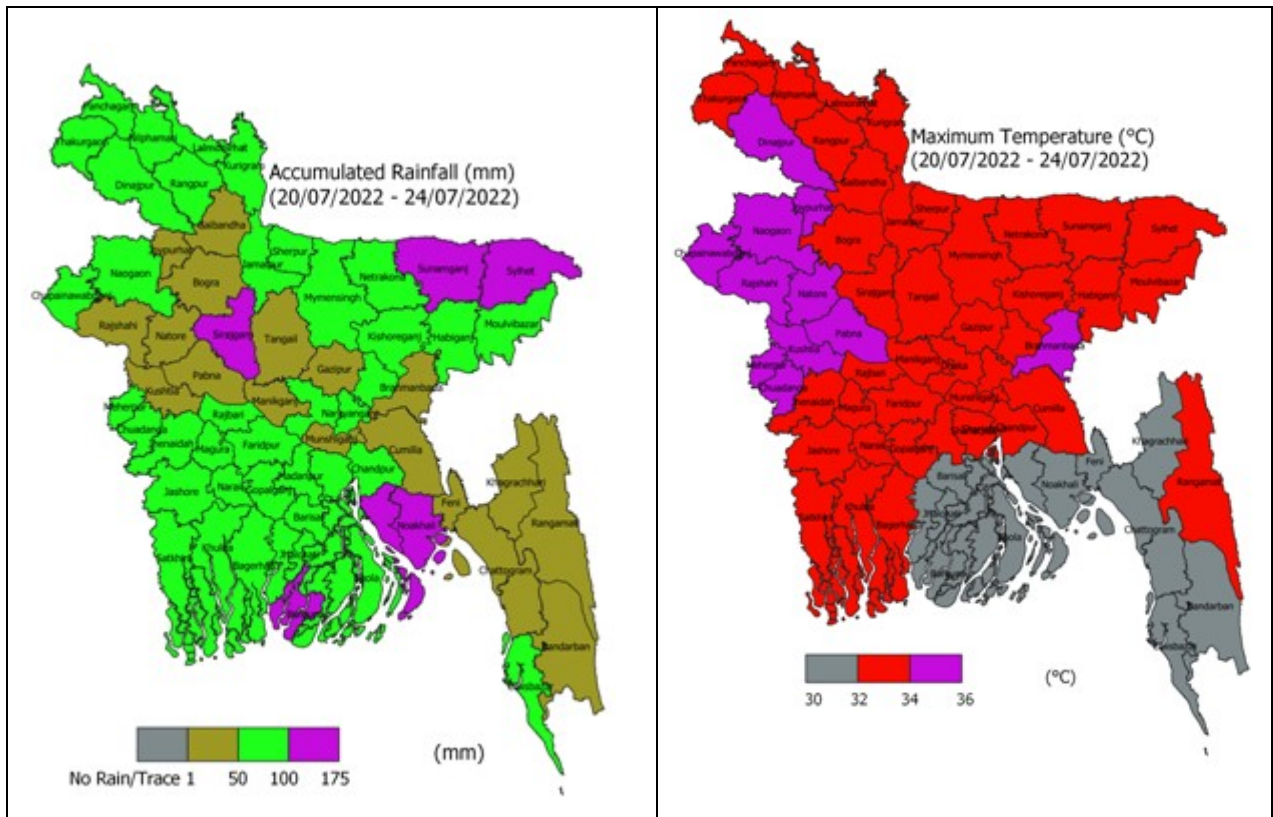 Panchagarh
Thakurgaon
Nilphamari
Lalmonirhat
Kurigram
Dinajpur
Rangpur
Accumulated Rainfall (mm)
(20/07/2022 - 24/07/2022)
Gaibandha
Joypurhat
Sherpur
Jamalpur
Naogaon
Bogra
Netrakona
Sunamganj
Sylhet
Chapainawabganj
Mymensingh
Rajshahi
Natore
Sirajganj
Tangail
Kishoreganj
Habiganj
Moulvibazar
Pabna
Gazipur
Kushtia
Brahmanbaria
Manikganj
Meherpur
Rajbari
Narayanganj
Chuadanga
Jhenaidah
Magura
Faridpur
Munshiganj
Cumilla
Chandpur
Madaripur
Jashore
Narail
Gopalganj
Khagrachhari
Feni
Barisal
Noakhali
Rangamati
Satkhira
Khulna
Bagerhat
Bhola
Chattogram
Bandarban
(mm)
No Rain/Trace 1 50 100 175
Panchagarh
Thakurgaon
Nilphamari
Lalmonirhat
Kurigram
Maximum Temperature (°C)
(20/07/2022 - 24/07/2022)
Dinajpur
Rangpur
Gaibandha
Joypurhat
Sherpur
Jamalpur
Naogaon
Bogra
Netrakona
Sunamganj
Sylhet
Chapainawabganj
Mymensingh
Rajshahi
Natore
Sirajganj
Tangail
Kishoreganj
Habiganj
Moulvibazar
Pabna
Gazipur
Kushtia
Brahmanbaria
Manikganj
Dhaka
Meherpur
Rajbari
Chuadanga
Jhenaidah
Magura
Faridpur
Munshiganj
Cumilla
Chandpur
Jashore
Narail
Gopalganj
Khagrachhari
Feni
Barisal
Noakhali
Rangamati
Satkhira
Khulna
Bagerhat
Bhola
Chattogram
Bandarban
(°C)
30 32 34 36